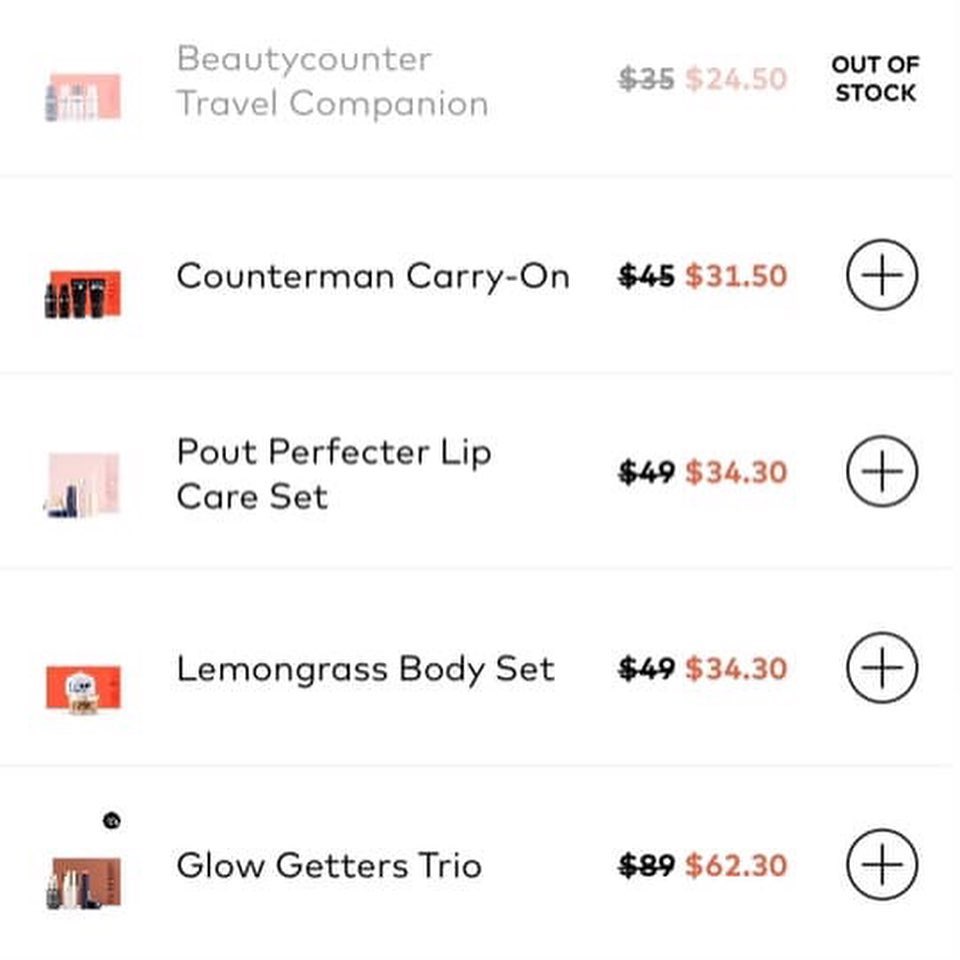 Beautycounter
Travel Companion
$35 $24.50
OUT OF
STOCK
Counterman Carry-On
$45 $31.50
Pout Perfecter Lip
Care Set
$49 $34.30
Lemongrass Body Set
$49 $34.30
Glow Getters Trio
$89 $62.30